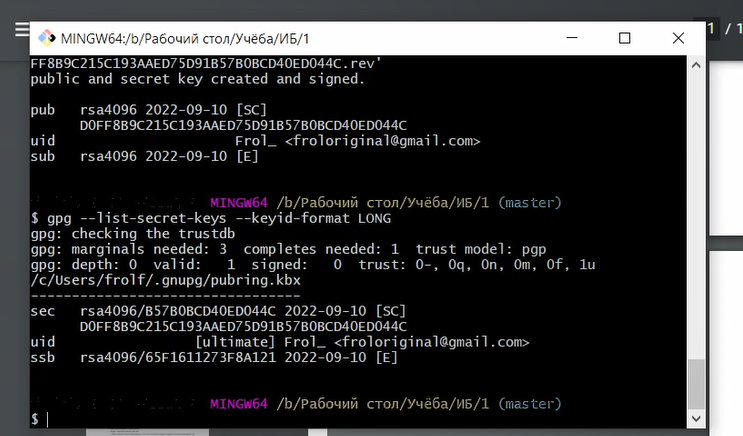 MINGW64:/b/Рабочий стол/Учёба/ИБ/1
1 / 1
FF8B9C215C193AAED75D91B57B0BCD40ED044C.rev'
public and secret key created and signed.
pub   rsa4096 2022-09-10 [SC]
      D0FF8B9C215C193AAED75D91B57B0BCD40ED044C
uid                      Frol_ <froloriginal@gmail.com>
sub   rsa4096 2022-09-10 [E]
MINGW64 /b/Рабочий стол/Учёба/ИБ/1 (master)
$ gpg --list-secret-keys --keyid-format LONG
gpg: checking the trustdb
gpg: marginals needed: 3  completes needed: 1  trust model: pgp
gpg: depth: 0  valid:   1  signed:   0  trust: 0-, 0q, 0n, 0m, 0f, 1u
/c/Users/frolf/.gnupg/pubring.kbx
---------------------------------
sec   rsa4096/B57B0BCD40ED044C 2022-09-10 [SC]
      D0FF8B9C215C193AAED75D91B57B0BCD40ED044C
uid                 [ultimate] Frol_ <froloriginal@gmail.com>
ssb   rsa4096/65F1611273F8A121 2022-09-10 [E]
MINGW64 /b/Рабочий стол/Учёба/ИБ/1 (master)
$